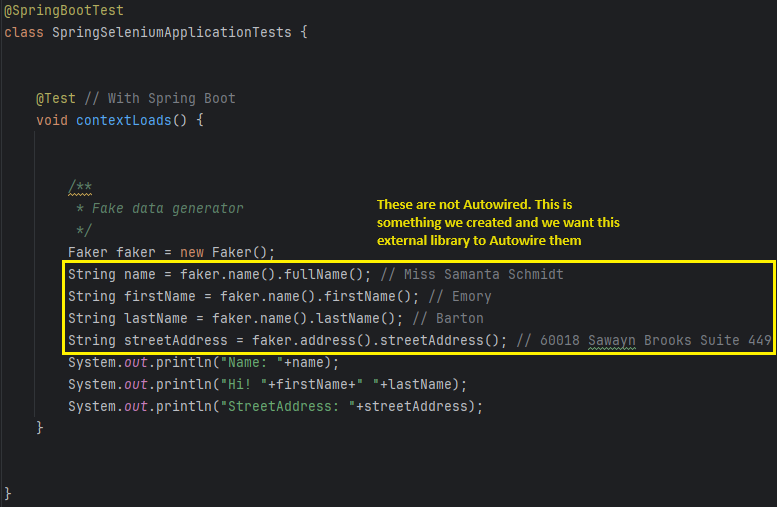 @SpringBootTest
class SpringSeleniumApplicationTests {
@Test // With Spring Boot
void contextLoads() {
/**
* Fake data generator
*/
These are not Autowired. This is
something we created and we want this
external library to Autowire them
Faker faker = new Faker();
String name = faker.name().fullName(); // Miss Samanta Schmidt
String firstName = faker.name().firstName(); // Emory
String lastName = faker.name().lastName(); // Barton
String streetAddress = faker.address().streetAddress(); // 60018 Sawayn Brooks Suite 449
System.out.println("Name: "+name);
System.out.println("Hi! "+firstName+" "+lastName);
System.out.println("StreetAddress: "+streetAddress);
}
}